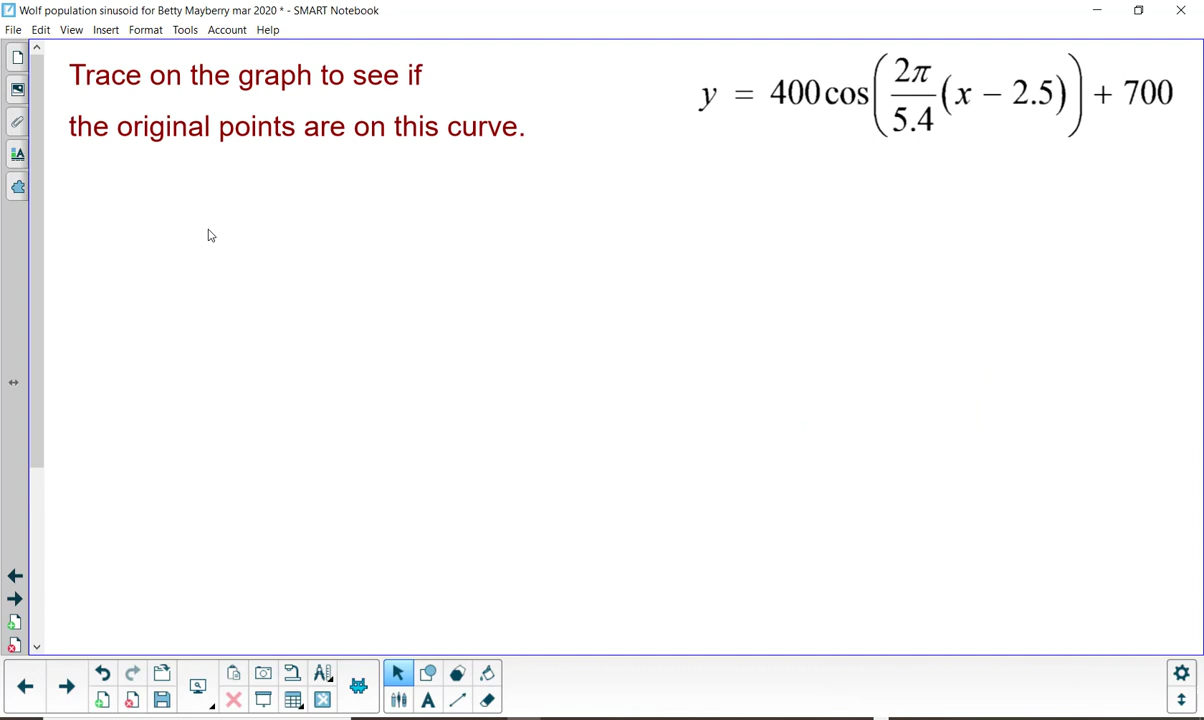 Wolf population sinusoid for Betty Mayberry mar 2020 * - SMART Notebook
File Edit View Insert Format Tools Account Help
Trace on the graph to see if
the original points are on this curve.
y = 400cos(2π/5.4 (x − 2.5)) + 700